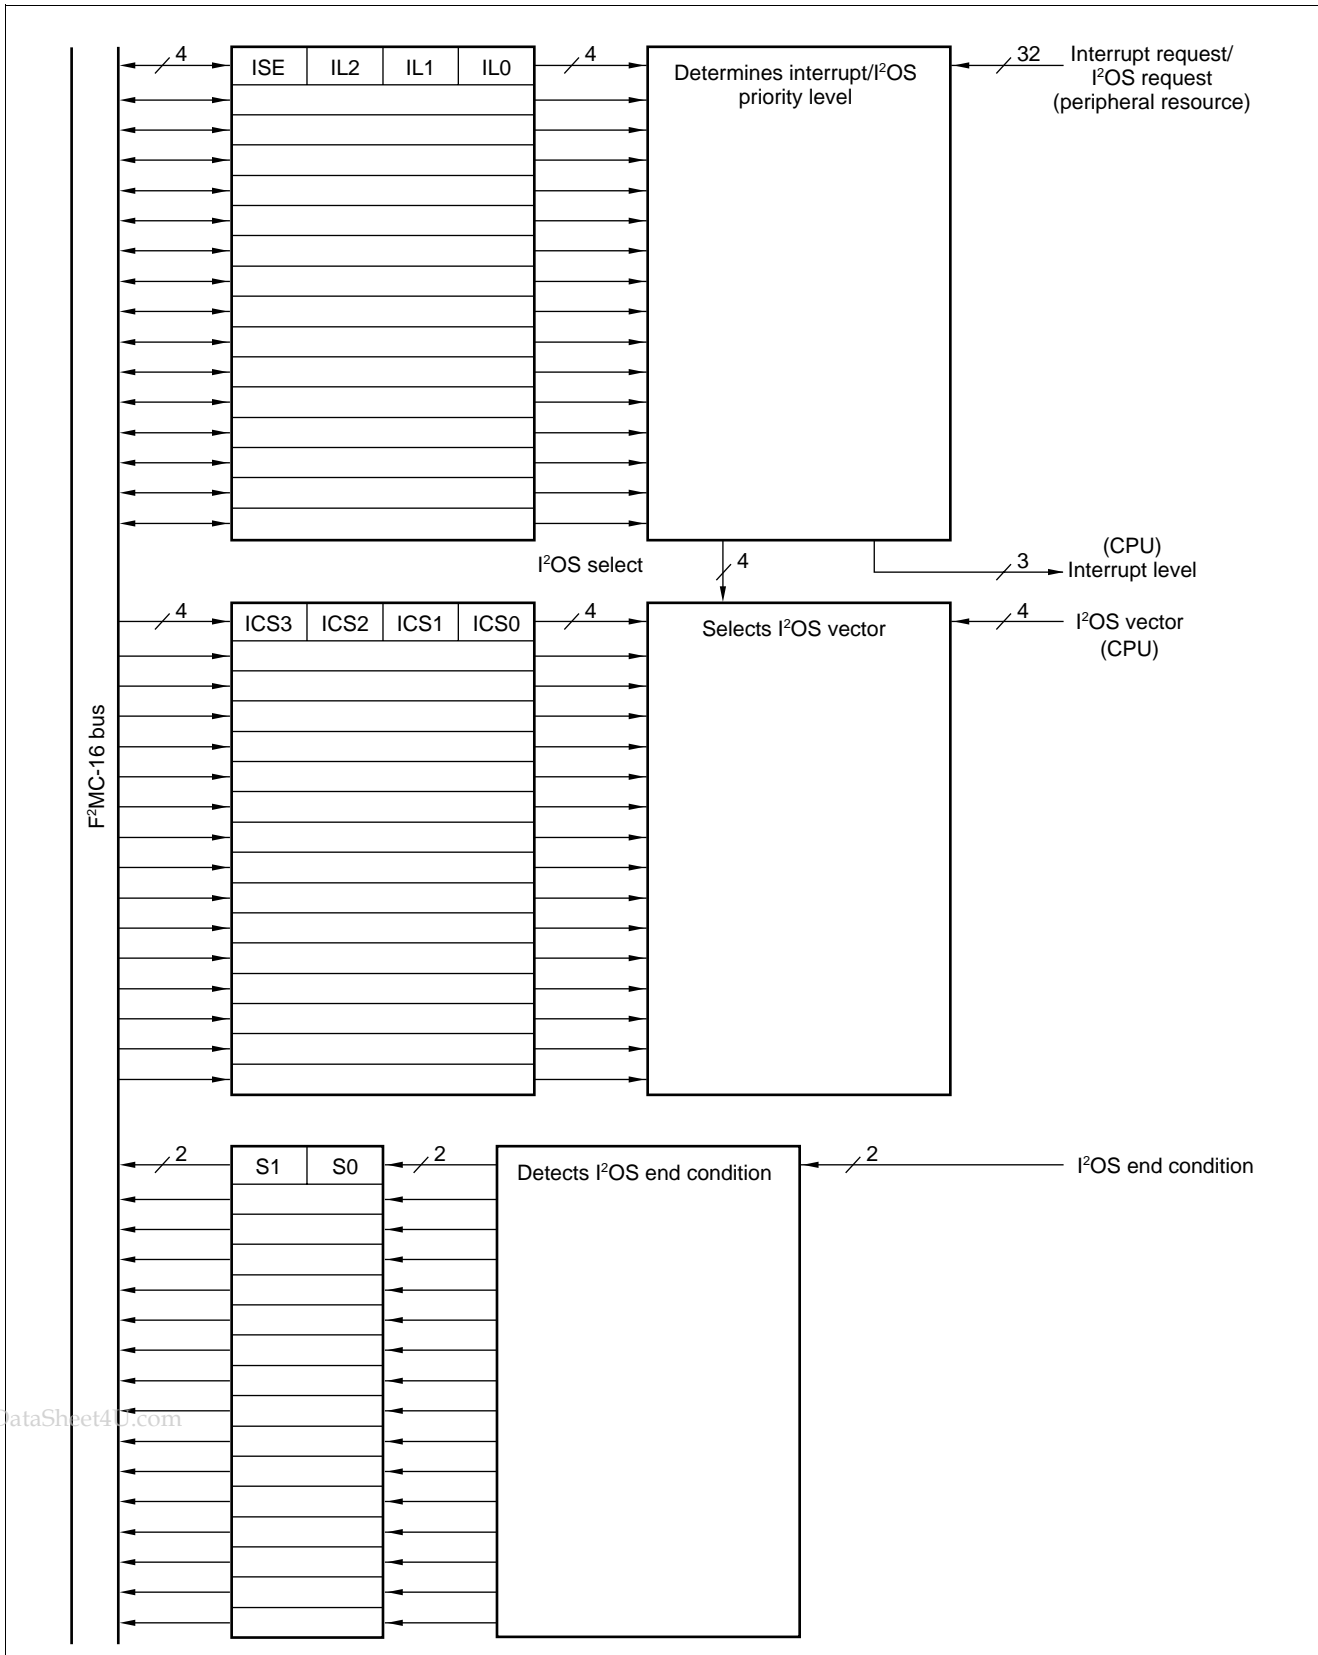 4
ISE IL2 IL1 IL0
4
Determines interrupt/I²OS
priority level
32
Interrupt request/
I²OS request
(peripheral resource)
I²OS select
4
3
(CPU)
Interrupt level
4
ICS3 ICS2 ICS1 ICS0
4
Selects I²OS vector
4
I²OS vector
(CPU)
F²MC-16 bus
2
S1 S0
2
Detects I²OS end condition
2
I²OS end condition
DataSheet4U.com